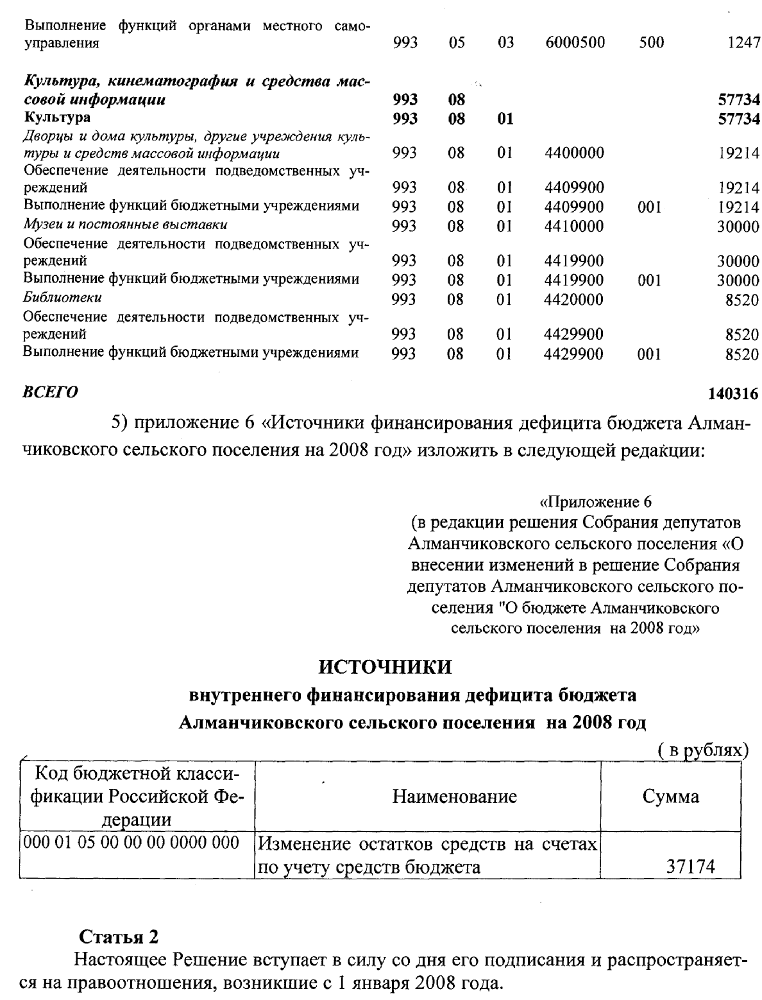 Выполнение функций органами местного само-
управления 993 05 03 6000500 500 1247
Культура, кинематография и средства мас-
совой информации 993 08 57734
Культура 993 08 01 57734
Дворцы и дома культуры, другие учреждения куль-
туры и средств массовой информации 993 08 01 4400000 19214
Обеспечение деятельности подведомственных уч-
реждений 993 08 01 4409900 19214
Выполнение функций бюджетными учреждениями 993 08 01 4409900 001 19214
Музеи и постоянные выставки 993 08 01 4410000 30000
Обеспечение деятельности подведомственных уч-
реждений 993 08 01 4419900 30000
Выполнение функций бюджетными учреждениями 993 08 01 4419900 001 30000
Библиотеки 993 08 01 4420000 8520
Обеспечение деятельности подведомственных уч-
реждений 993 08 01 4429900 8520
Выполнение функций бюджетными учреждениями 993 08 01 4429900 001 8520
ВСЕГО 140316
5) приложение 6 «Источники финансирования дефицита бюджета Алман-
чиковского сельского поселения на 2008 год» изложить в следующей редакции:
«Приложение 6
(в редакции решения Собрания депутатов
Алманчиковского сельского поселения «О
внесении изменений в решение Собрания
депутатов Алманчиковского сельского по-
селения "О бюджете Алманчиковского
сельского поселения на 2008 год»
ИСТОЧНИКИ
внутреннего финансирования дефицита бюджета
Алманчиковского сельского поселения на 2008 год
( в рублях)
Код бюджетной класси-
фикации Российской Фе-
дерации
Наименование
Сумма
000 01 05 00 00 00 0000 000
Изменение остатков средств на счетах
по учету средств бюджета
37174
Статья 2
Настоящее Решение вступает в силу со дня его подписания и распространяет-
ся на правоотношения, возникшие с 1 января 2008 года.